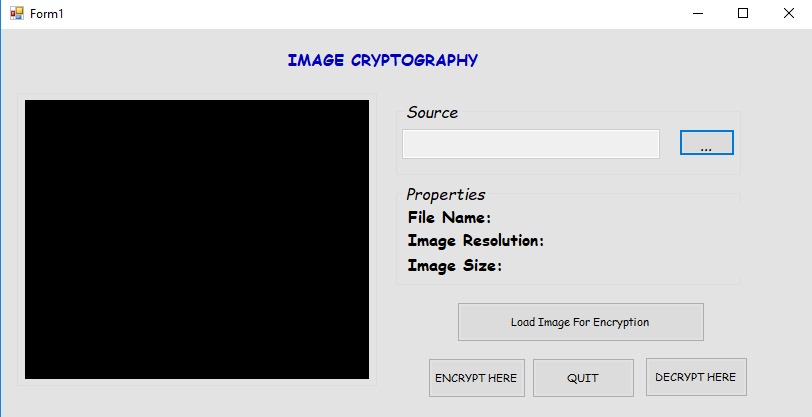 Form1
IMAGE CRYPTOGRAPHY
Source
...
Properties
File Name:
Image Resolution:
Image Size:
Load Image For Encryption
ENCRYPT HERE QUIT DECRYPT HERE